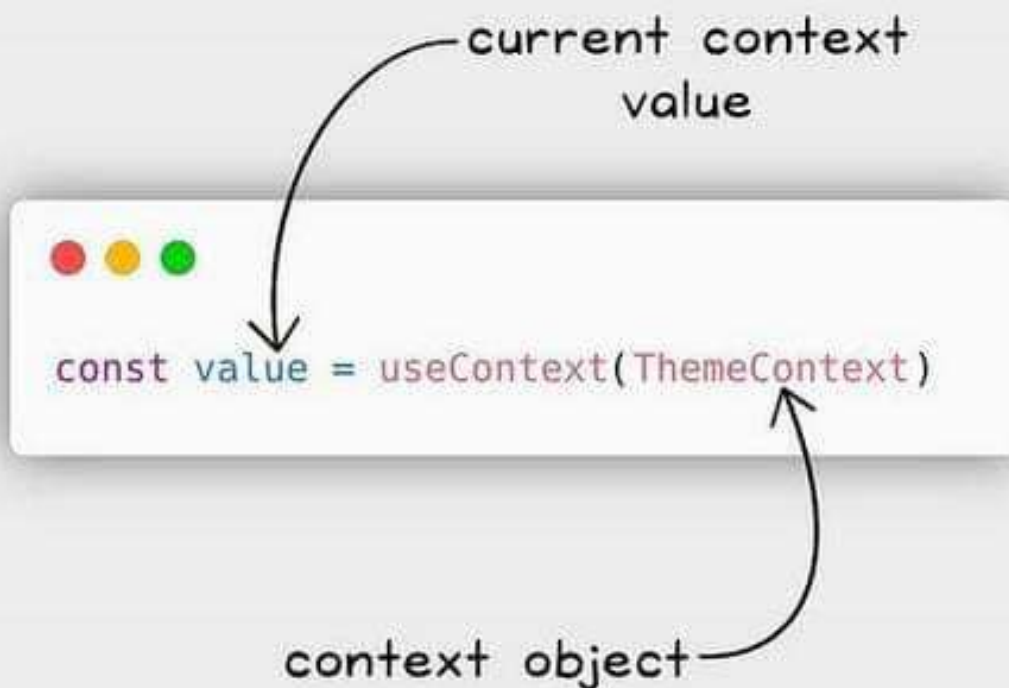 current context
value
const value = useContext(ThemeContext)
context object